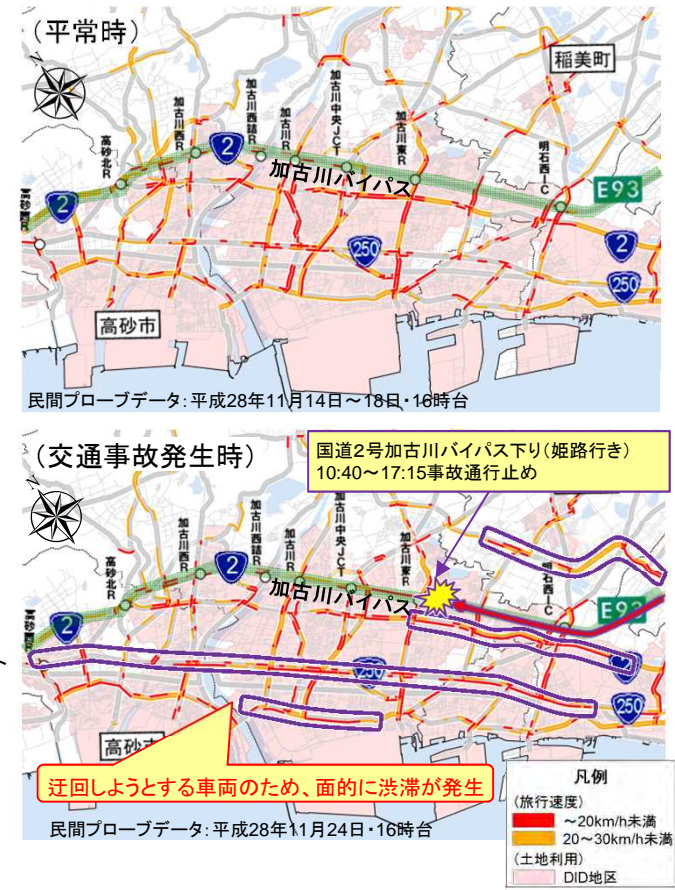 （平常時）
稲美町
加古川中央JCT
加古川西R
加古川西詰R
加古川R
加古川東R
高砂北R
明石西IC
2
加古川バイパス
E93
2
2
250
250
高砂市
民間プローブデータ：平成28年11月14日～18日・16時台
（交通事故発生時）
国道2号加古川バイパス下り（姫路行き）
10:40～17:15事故通行止め
加古川中央JCT
加古川西R
加古川西詰R
加古川R
加古川東R
高砂北R
明石西IC
2
加古川バイパス
E93
2
250
250
高砂市
迂回しようとする車両のため、面的に渋滞が発生
民間プローブデータ：平成28年11月24日・16時台
凡例
（旅行速度）
～20km/h未満
20～30km/h未満
（土地利用）
DID地区